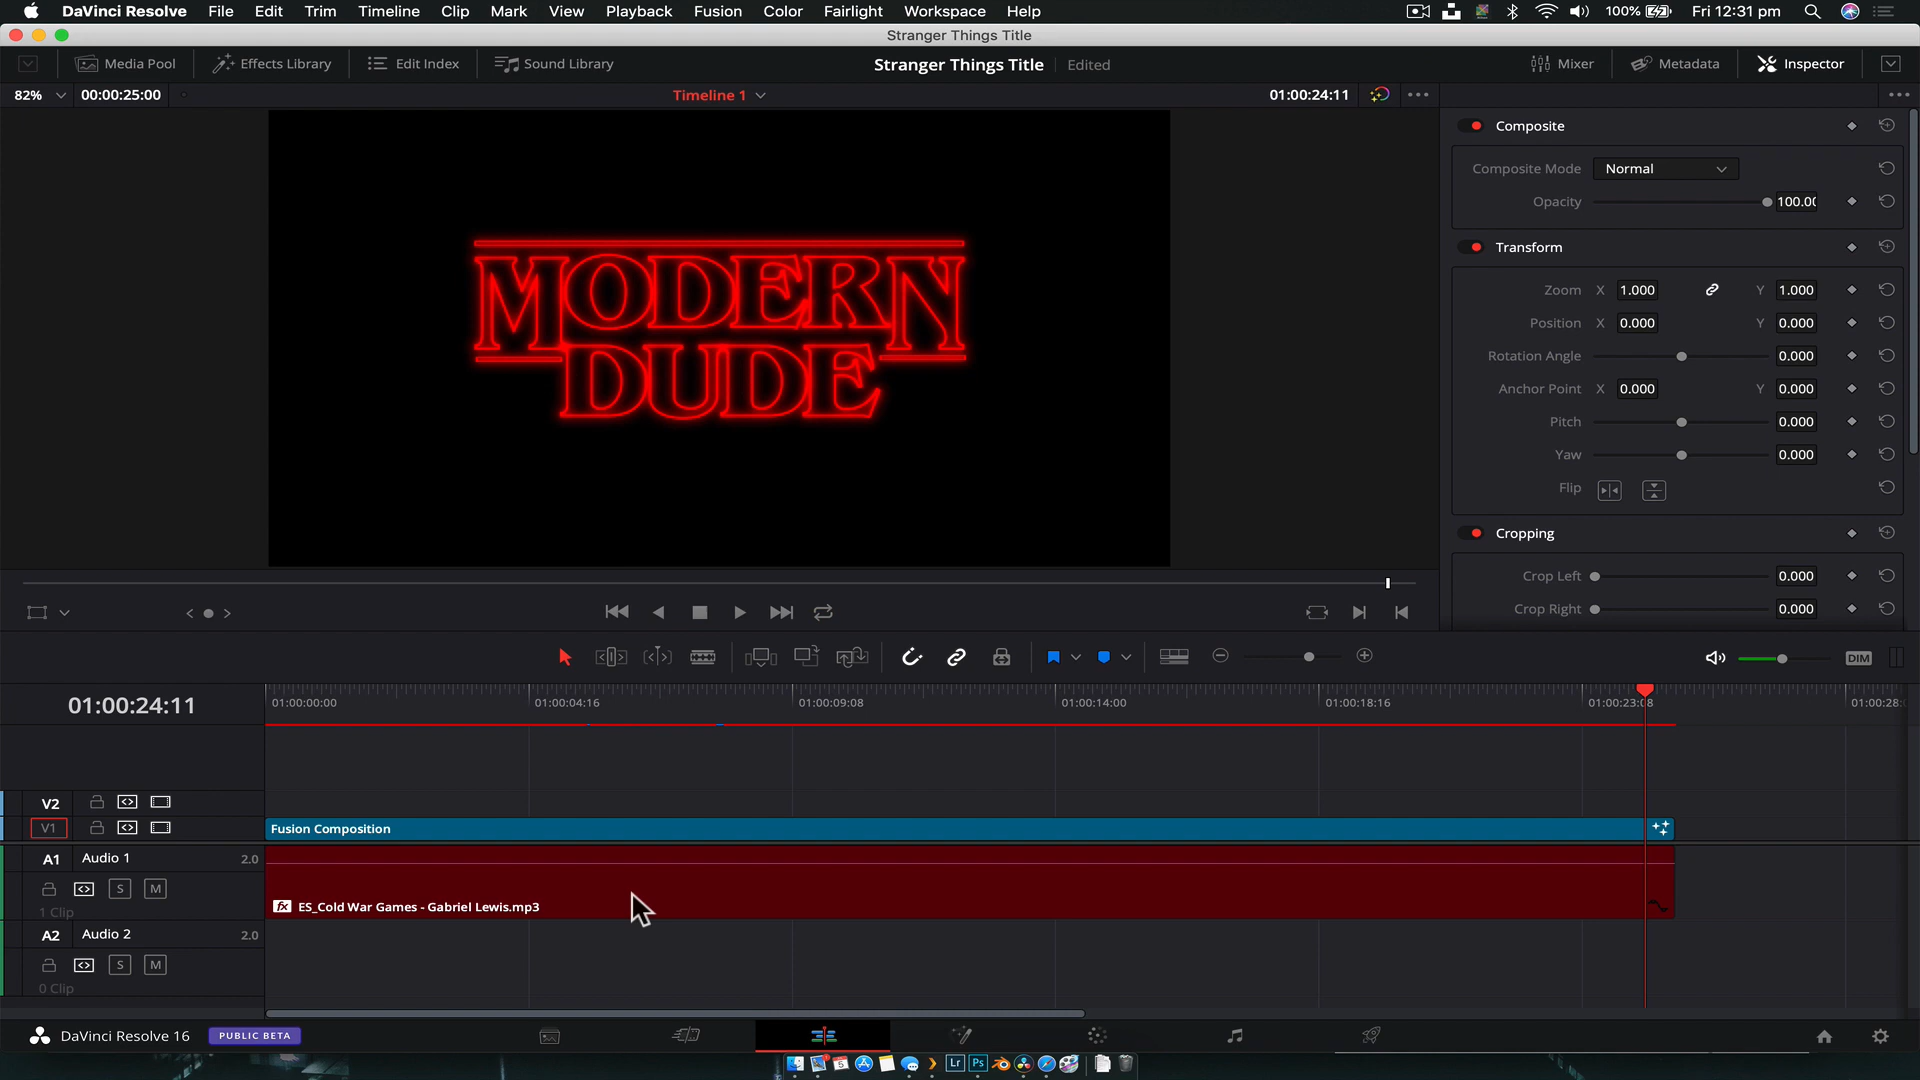 DaVinci Resolve File Edit Trim Timeline Clip Mark View Playback Fusion Color Fairlight Workspace Help 100% Fri 12:31 pm
Stranger Things Title
Media Pool Effects Library Edit Index Sound Library Stranger Things Title Edited Mixer Metadata Inspector
82% 00:00:25:00 Timeline 1 01:00:24:11
Composite
Composite Mode Normal
Opacity 100.00
Transform
Zoom X 1.000 Y 1.000
Position X 0.000 Y 0.000
Rotation Angle 0.000
Anchor Point X 0.000 Y 0.000
Pitch 0.000
Yaw 0.000
Flip
Cropping
Crop Left 0.000
Crop Right 0.000
MODERN
DUDE
DIM
01:00:24:11 01:00:00:00 01:00:04:16 01:00:09:08 01:00:14:00 01:00:18:16 01:00:23:08 01:00:28:
V2
V1 Fusion Composition
A1 Audio 1 2.0
S M
1 Clip
fx ES_Cold War Games - Gabriel Lewis.mp3
A2 Audio 2 2.0
S M
0 Clip
DaVinci Resolve 16 PUBLIC BETA
Lr Ps